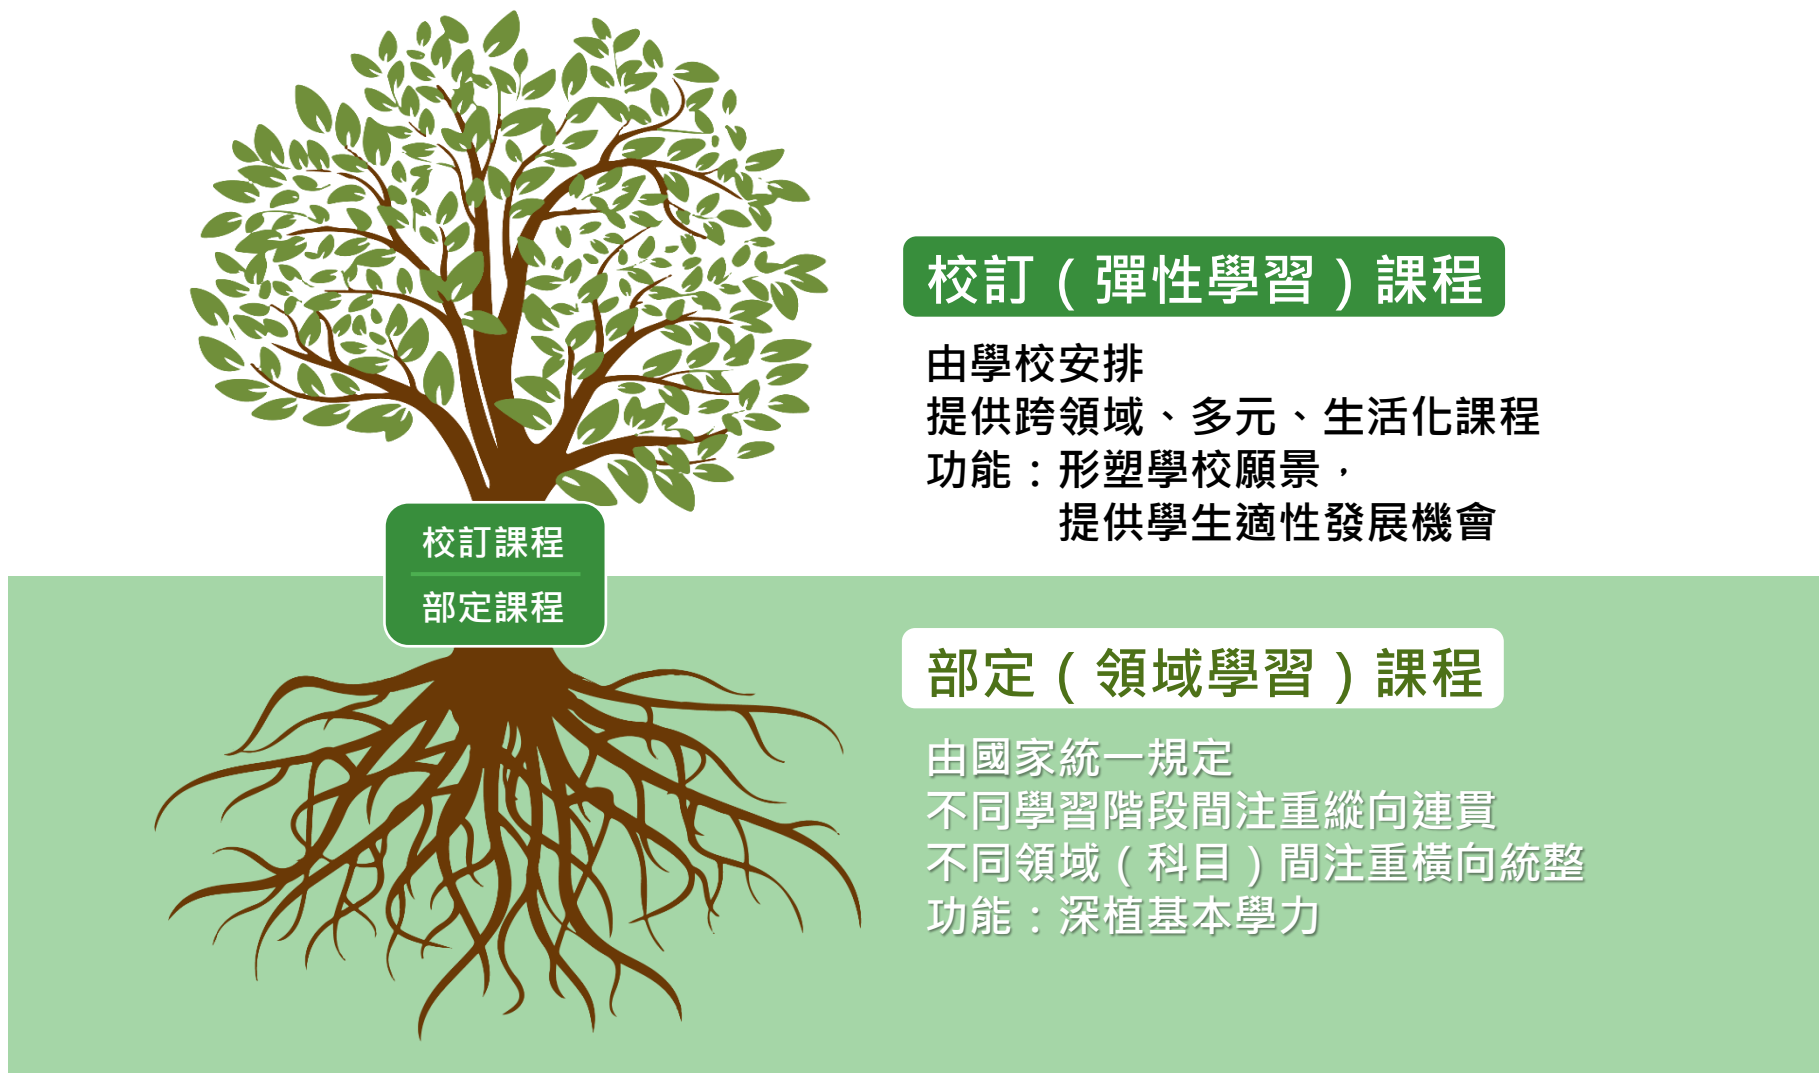 校訂（彈性學習）課程
由學校安排
提供跨領域、多元、生活化課程
功能：形塑學校願景，
提供學生適性發展機會
校訂課程
部定課程
部定（領域學習）課程
由國家統一規定
不同學習階段間注重縱向連貫
不同領域（科目）間注重橫向統整
功能：深植基本學力